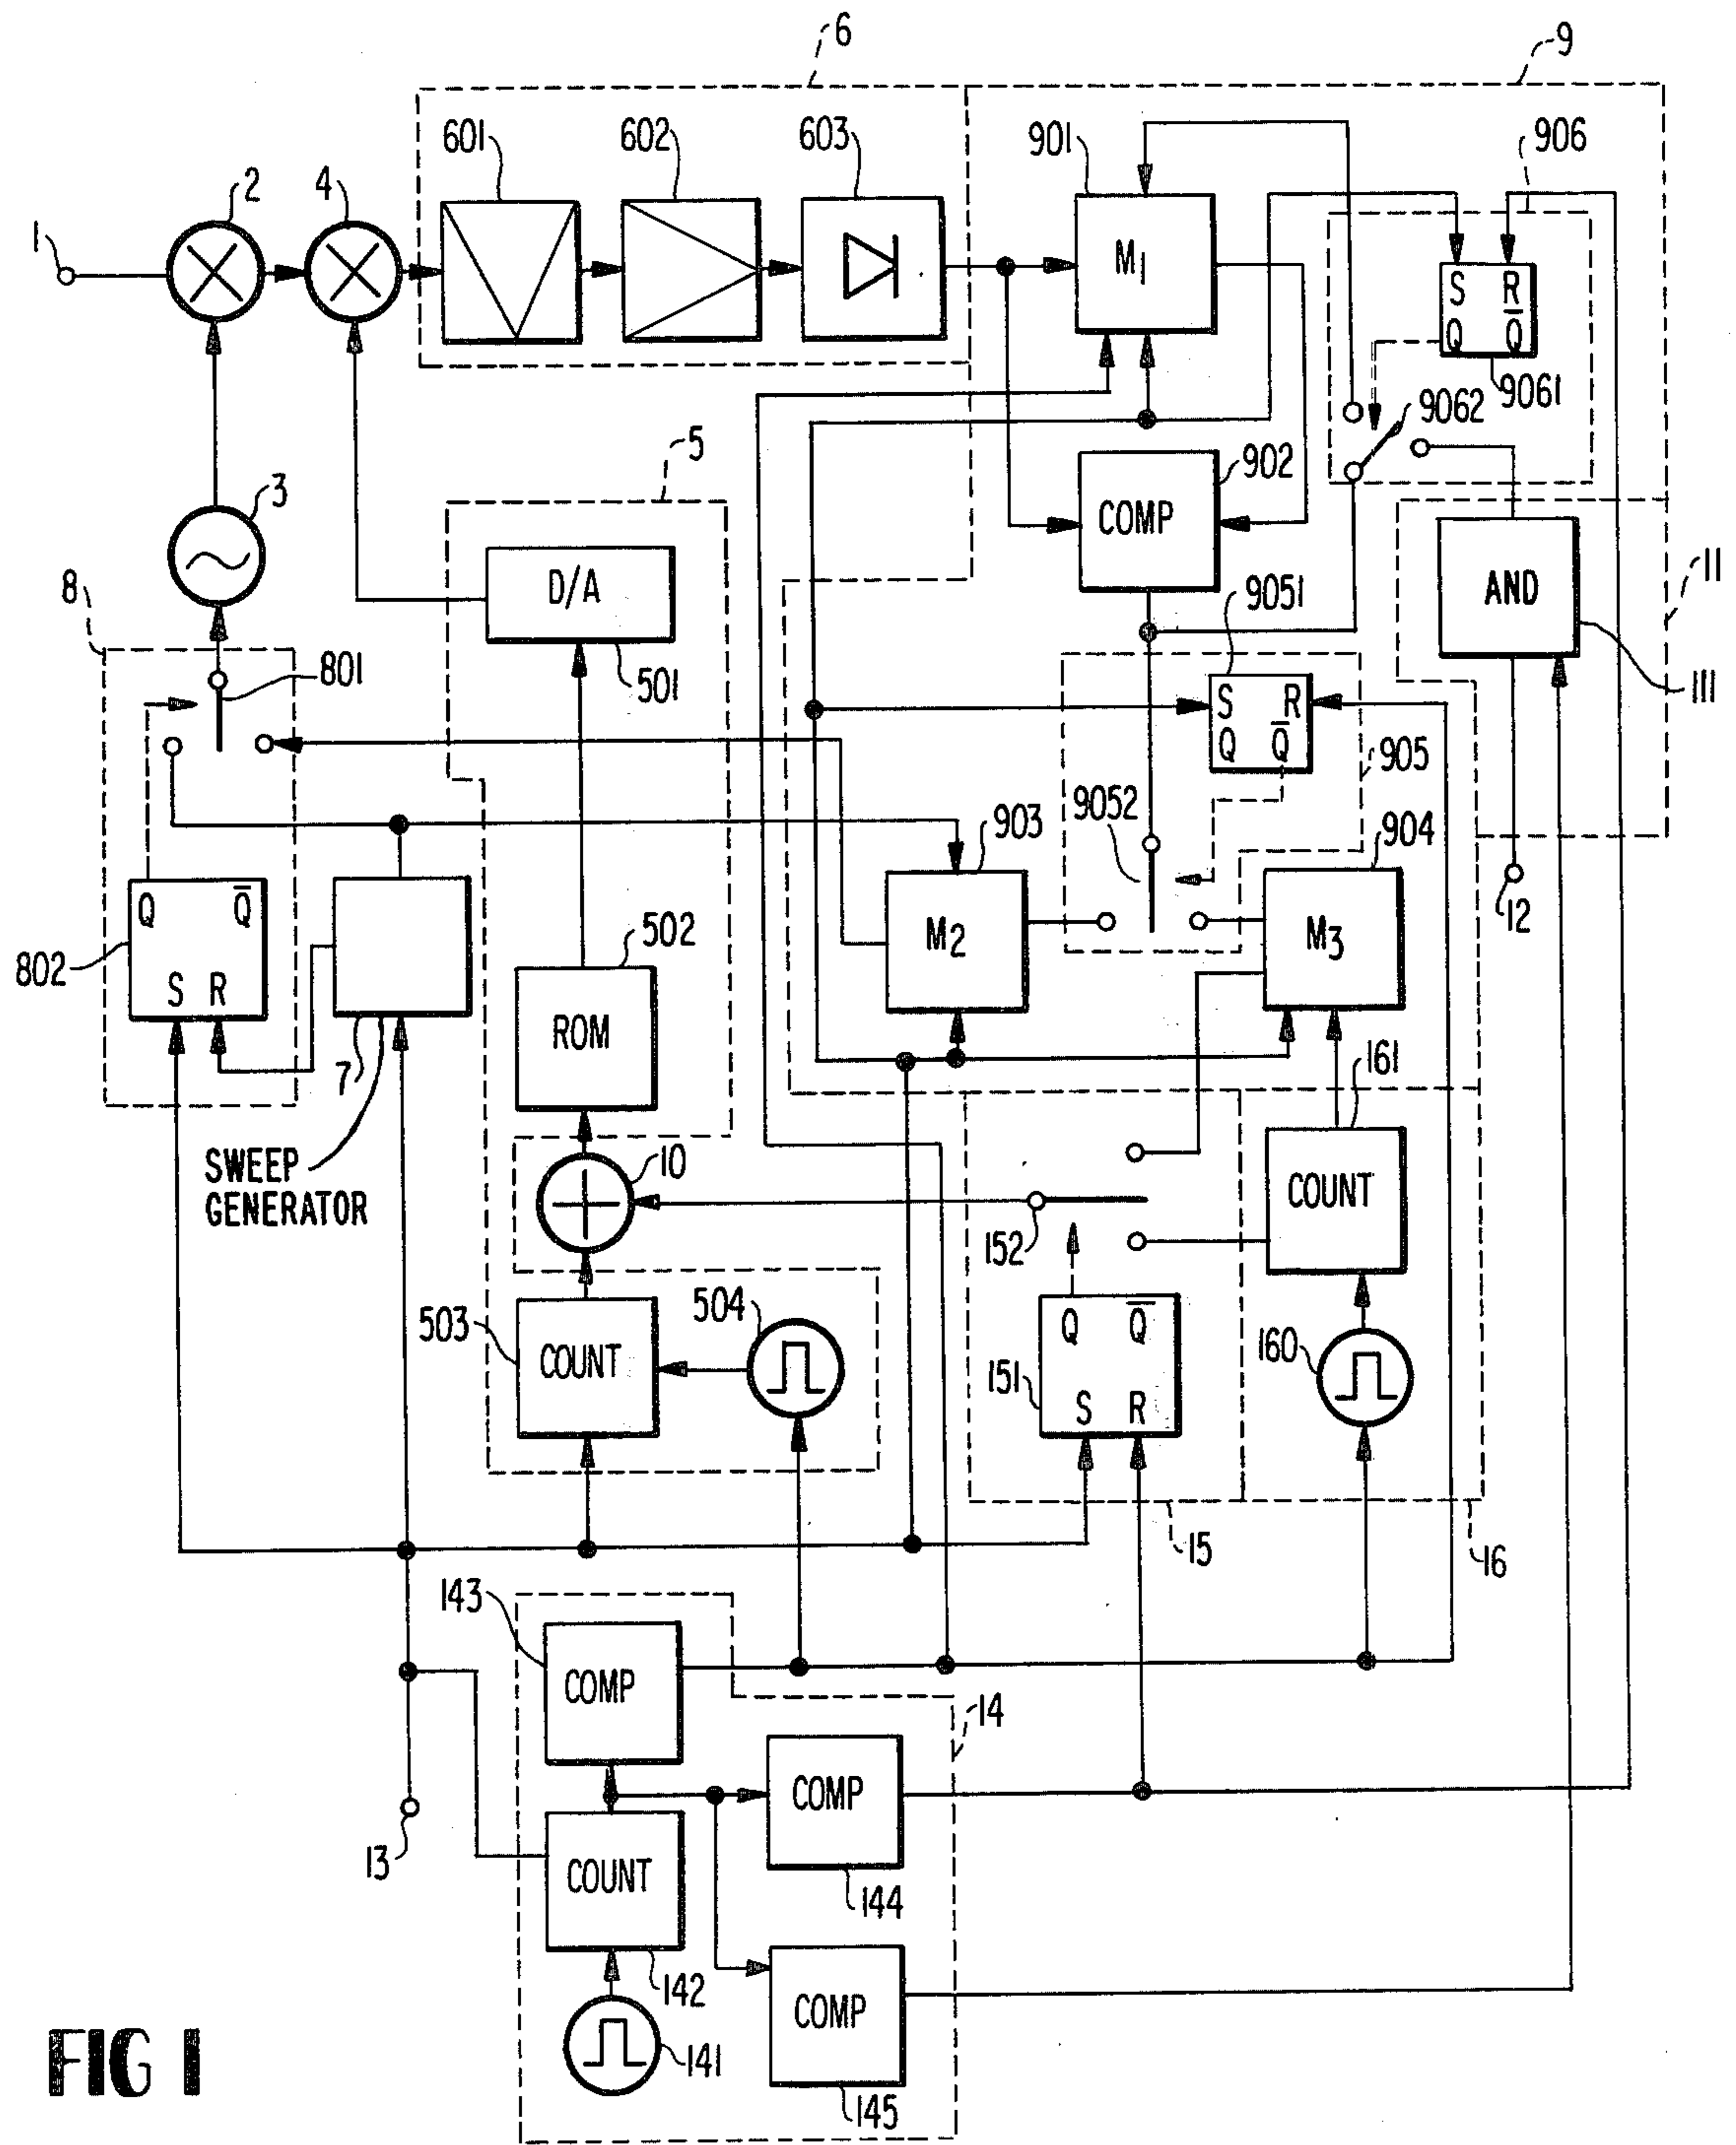 6
9
601
602
603
901
906
2
4
1
M1
S R
Q Q̅
9061
9062
5
902
3
COMP
8
D/A
9051
AND
11
801
501
S R
Q Q̅
111
905
9052
903
904
Q Q̅
502
M2
M3
12
802
S R
ROM
7
161
SWEEP
GENERATOR
10
COUNT
152
503
504
COUNT
Q Q̅
160
151
S R
15
16
143
COMP
14
COMP
13
COUNT
144
142
COMP
141
145
FIG 1